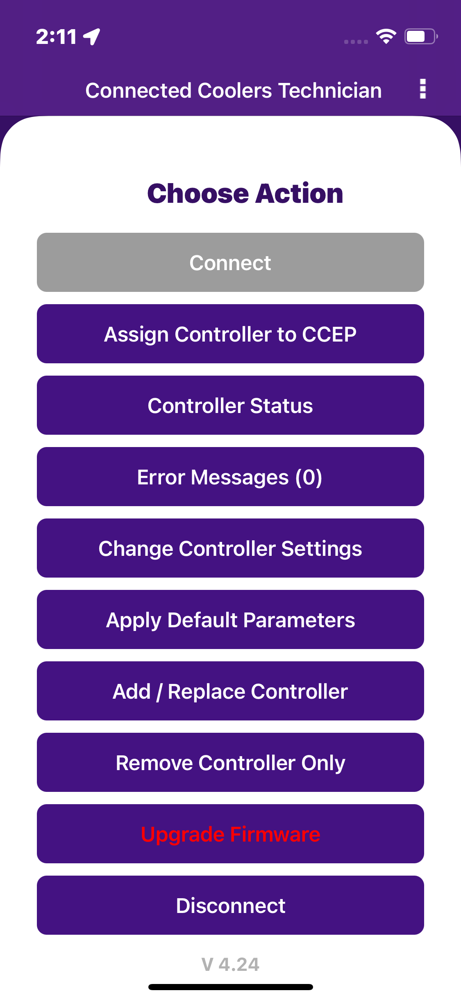 2:11
Connected Coolers Technician
Choose Action
Connect
Assign Controller to CCEP
Controller Status
Error Messages (0)
Change Controller Settings
Apply Default Parameters
Add / Replace Controller
Remove Controller Only
Upgrade Firmware
Disconnect
V 4.24